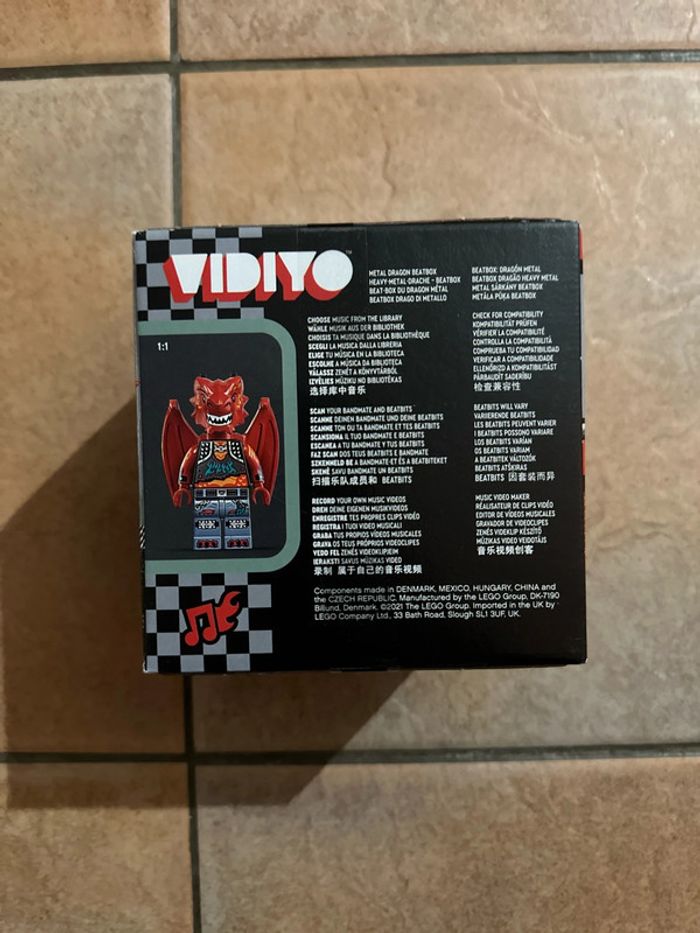 VIDIYO™
METAL DRAGON BEATBOX
HEAVY-METAL-DRACHE – BEATBOX
BEAT-BOX DU DRAGON MÉTAL
BEATBOX DRAGO DI METALLO
BEATBOX: DRAGÓN METAL
BEATBOX DRAGÃO HEAVY METAL
METAL SÁRKÁNY BEATBOX
METĀLA PŪĶA BEATBOX
1:1
CHOOSE MUSIC FROM THE LIBRARY
WÄHLE MUSIK AUS DER BIBLIOTHEK
CHOISIS TA MUSIQUE DANS LA BIBLIOTHÈQUE
SCEGLI LA MUSICA DALLA LIBRERIA
ELIGE TU MÚSICA EN LA BIBLIOTECA
ESCOLHE A MÚSICA DA BIBLIOTECA
VÁLASSZ ZENÉT A KÖNYVTÁRBÓL
IZVĒLIES MŪZIKU NO BIBLIOTĒKAS
选择库中音乐
CHECK FOR COMPATIBILITY
KOMPATIBILITÄT PRÜFEN
VÉRIFIER LA COMPATIBILITÉ
CONTROLLA LA COMPATIBILITÀ
COMPRUEBA TU COMPATIBILIDAD
VERIFICAR A COMPATIBILIDADE
ELLENŐRIZD A KOMPATIBILITÁST
PĀRBAUDĪT SADERĪBU
检查兼容性
SCAN YOUR BANDMATE AND BEATBITS
SCANNE DEINEN BANDMATE UND DEINE BEATBITS
SCANNE TON OU TA BANDMATE ET TES BEATBITS
SCANSIONA IL TUO BANDMATE E BEATBITS
ESCANEA A TU BANDMATE Y TUS BEATBITS
FAZ SCAN DOS TEUS BEATBITS E BANDMATE
SZKENNELD BE A BANDMATE-ET ÉS A BEATBITEKET
SKENĒ SAVU BANDMATE UN BEATBITS
扫描乐队成员和 BEATBITS
BEATBITS WILL VARY
VARIIERENDE BEATBITS
LES BEATBITS PEUVENT VARIER
I BEATBITS POSSONO VARIARE
LOS BEATBITS VARÍAN
OS BEATBITS VARIAM
A BEATBITEK VÁLTOZÓK
BEATBITS ATŠĶIRAS
BEATBITS 因套装而异
RECORD YOUR OWN MUSIC VIDEOS
DREH DEINE EIGENEN MUSIKVIDEOS
ENREGISTRE TES PROPRES CLIPS VIDÉO
REGISTRA I TUOI VIDEO MUSICALI
GRABA TUS PROPIOS VÍDEOS MUSICALES
GRAVA OS TEUS PRÓPRIOS VIDEOCLIPES
VEDD FEL ZENÉS VIDEOKLIPJEIM
IERAKSTI SAVUS MŪZIKAS VIDEO
录制 属于自己的音乐视频
MUSIC VIDEO MAKER
RÉALISATEUR DE CLIPS VIDÉO
EDITOR DE VÍDEOS MUSICALES
GRAVADOR DE VIDEOCLIPES
ZENÉS VIDEKLIP KÉSZÍTŐ
MŪZIKAS VIDEO VEIDOTĀJS
音乐视频创客
Components made in DENMARK, MEXICO, HUNGARY, CHINA and
the CZECH REPUBLIC. Manufactured by the LEGO Group, DK-7190
Billund, Denmark. ©2021 The LEGO Group. Imported in the UK by
LEGO Company Ltd., 33 Bath Road, Slough SL1 3UF, UK.